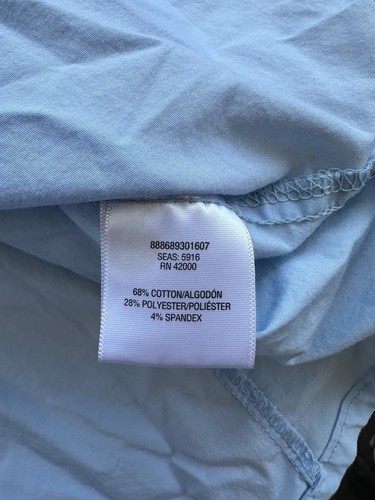 888689301607
SEAS: 5916
RN 42000
68% COTTON/ALGODÓN
28% POLYESTER/POLIÉSTER
4% SPANDEX